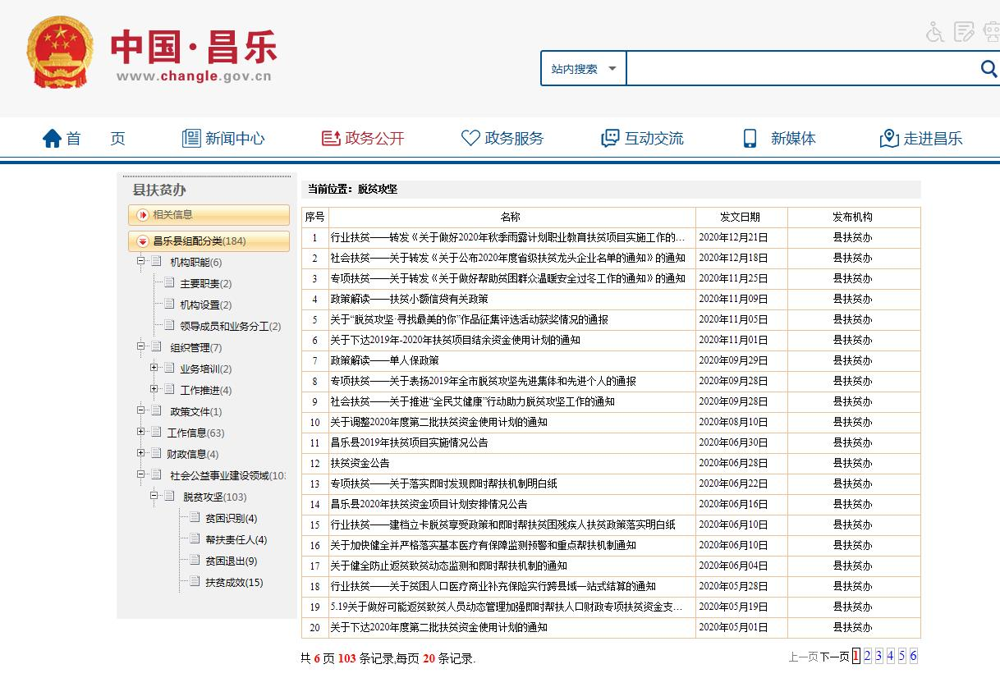 中国·昌乐
www.changle.gov.cn
站内搜索
首 页 新闻中心 政务公开 政务服务 互动交流 新媒体 走进昌乐
县扶贫办
相关信息
昌乐县组配分类(184)
机构职能(6)
主要职责(2)
机构设置(2)
领导成员和业务分工(2)
组织管理(7)
业务培训(2)
工作推进(4)
政策文件(1)
工作信息(63)
财政信息(4)
社会公益事业建设领域(10
脱贫攻坚(103)
贫困识别(4)
帮扶责任人(4)
贫困退出(9)
扶贫成效(15)
当前位置：脱贫攻坚
序号 名称 发文日期 发布机构
1 行业扶贫——转发《关于做好2020年秋季雨露计划职业教育扶贫项目实施工作的… 2020年12月21日 县扶贫办
2 社会扶贫——关于转发《关于公布2020年度省级扶贫龙头企业名单的通知》的通知 2020年12月18日 县扶贫办
3 专项扶贫——关于转发《关于做好帮助贫困群众温暖安全过冬工作的通知》的通知 2020年11月25日 县扶贫办
4 政策解读——扶贫小额信贷有关政策 2020年11月09日 县扶贫办
5 关于“脱贫攻坚·寻找最美的你”作品征集评选活动获奖情况的通报 2020年11月05日 县扶贫办
6 关于下达2019年-2020年扶贫项目结余资金使用计划的通知 2020年11月01日 县扶贫办
7 政策解读——单人保政策 2020年09月29日 县扶贫办
8 专项扶贫——关于表扬2019年全市脱贫攻坚先进集体和先进个人的通报 2020年09月28日 县扶贫办
9 社会扶贫——关于推进“全民艾健康”行动助力脱贫攻坚工作的通知 2020年09月28日 县扶贫办
10 关于调整2020年度第二批扶贫资金使用计划的通知 2020年08月10日 县扶贫办
11 昌乐县2019年扶贫项目实施情况公告 2020年06月30日 县扶贫办
12 扶贫资金公告 2020年06月28日 县扶贫办
13 专项扶贫——关于落实即时发现即时帮扶机制明白纸 2020年06月22日 县扶贫办
14 昌乐县2020年扶贫资金项目计划安排情况公告 2020年06月16日 县扶贫办
15 行业扶贫——建档立卡脱贫享受政策和即时帮扶贫困残疾人扶贫政策落实明白纸 2020年06月10日 县扶贫办
16 关于加快健全并严格落实基本医疗有保障监测预警和重点帮扶机制通知 2020年06月10日 县扶贫办
17 关于健全防止返贫致贫动态监测和即时帮扶机制的通知 2020年06月04日 县扶贫办
18 行业扶贫——关于贫困人口医疗商业补充保险实行跨县域一站式结算的通知 2020年05月28日 县扶贫办
19 5.19关于做好可能返贫致贫人员动态管理加强即时帮扶人口财政专项扶贫资金支… 2020年05月19日 县扶贫办
20 关于下达2020年度第二批扶贫资金使用计划的通知 2020年05月01日 县扶贫办
共 6 页 103 条记录,每页 20 条记录. 上一页 下一页 1 2 3 4 5 6